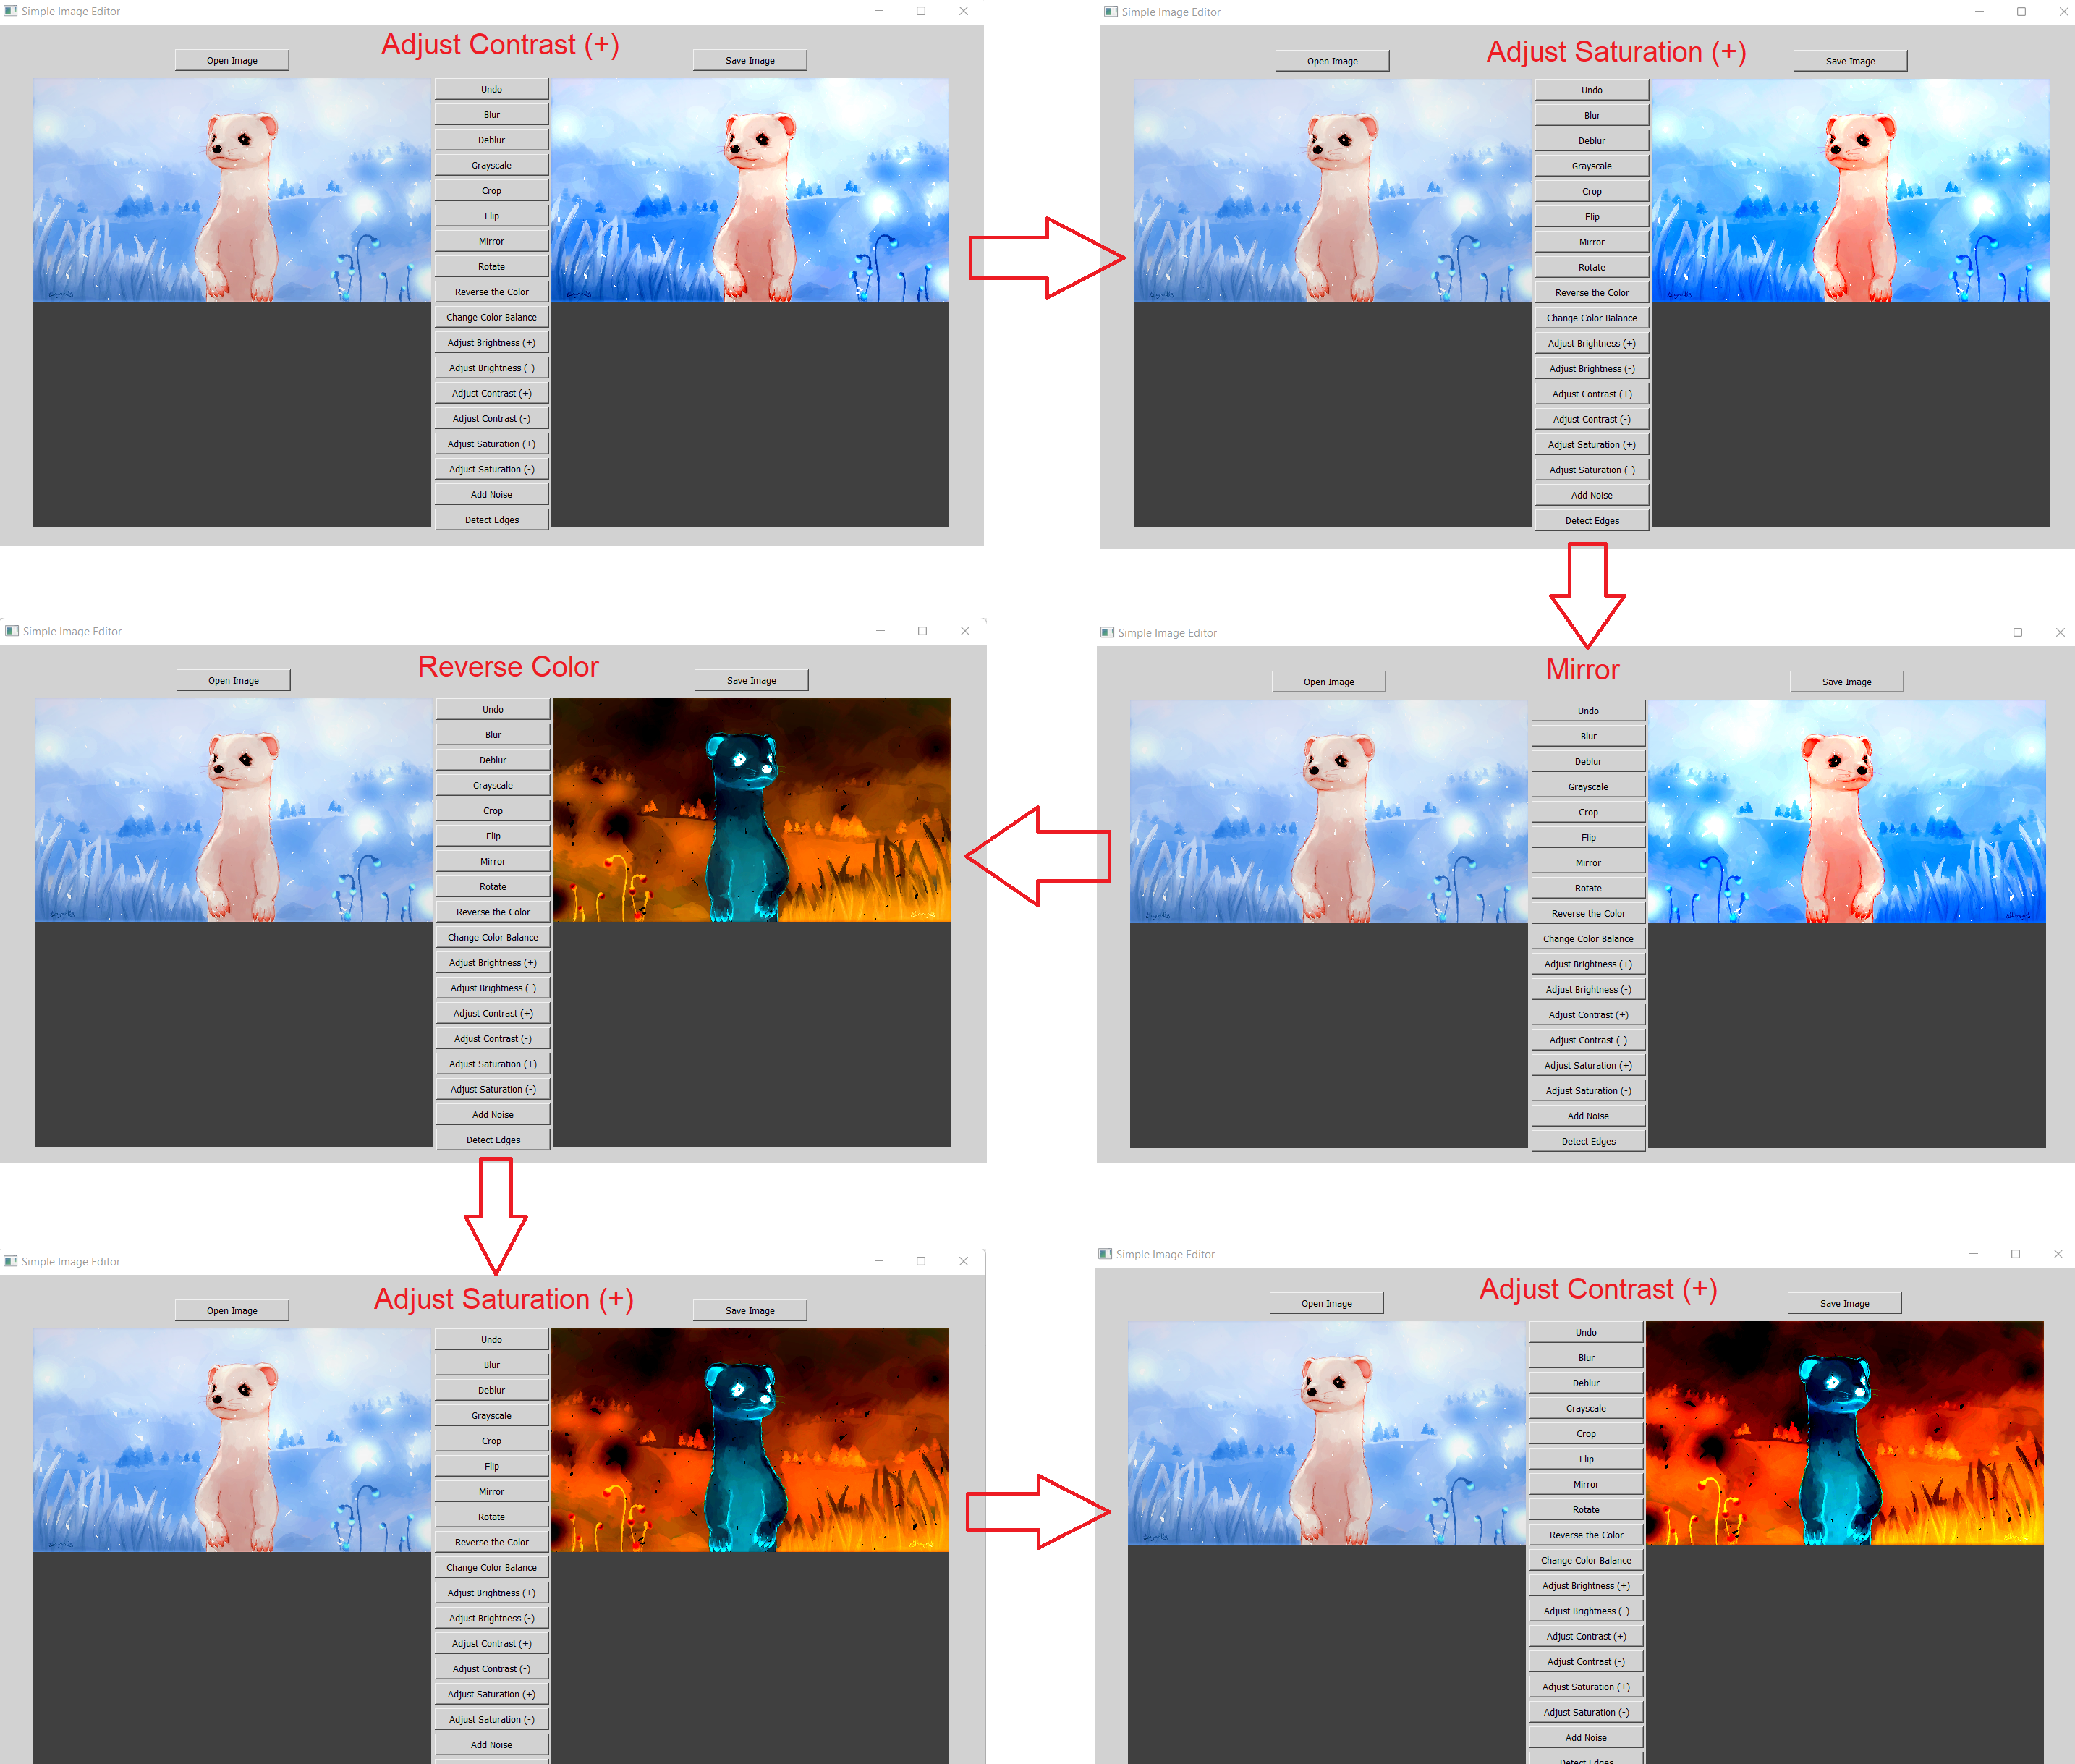 Simple Image Editor
Adjust Contrast (+)
Open Image
Save Image
Undo
Blur
Deblur
Grayscale
Crop
Flip
Mirror
Rotate
Reverse the Color
Change Color Balance
Adjust Brightness (+)
Adjust Brightness (-)
Adjust Contrast (+)
Adjust Contrast (-)
Adjust Saturation (+)
Adjust Saturation (-)
Add Noise
Detect Edges
Simple Image Editor
Adjust Saturation (+)
Open Image
Save Image
Undo
Blur
Deblur
Grayscale
Crop
Flip
Mirror
Rotate
Reverse the Color
Change Color Balance
Adjust Brightness (+)
Adjust Brightness (-)
Adjust Contrast (+)
Adjust Contrast (-)
Adjust Saturation (+)
Adjust Saturation (-)
Add Noise
Detect Edges
Simple Image Editor
Reverse Color
Open Image
Save Image
Undo
Blur
Deblur
Grayscale
Crop
Flip
Mirror
Rotate
Reverse the Color
Change Color Balance
Adjust Brightness (+)
Adjust Brightness (-)
Adjust Contrast (+)
Adjust Contrast (-)
Adjust Saturation (+)
Adjust Saturation (-)
Add Noise
Detect Edges
Simple Image Editor
Mirror
Open Image
Save Image
Undo
Blur
Deblur
Grayscale
Crop
Flip
Mirror
Rotate
Reverse the Color
Change Color Balance
Adjust Brightness (+)
Adjust Brightness (-)
Adjust Contrast (+)
Adjust Contrast (-)
Adjust Saturation (+)
Adjust Saturation (-)
Add Noise
Detect Edges
Simple Image Editor
Adjust Saturation (+)
Open Image
Save Image
Undo
Blur
Deblur
Grayscale
Crop
Flip
Mirror
Rotate
Reverse the Color
Change Color Balance
Adjust Brightness (+)
Adjust Brightness (-)
Adjust Contrast (+)
Adjust Contrast (-)
Adjust Saturation (+)
Adjust Saturation (-)
Add Noise
Simple Image Editor
Adjust Contrast (+)
Open Image
Save Image
Undo
Blur
Deblur
Grayscale
Crop
Flip
Mirror
Rotate
Reverse the Color
Change Color Balance
Adjust Brightness (+)
Adjust Brightness (-)
Adjust Contrast (+)
Adjust Contrast (-)
Adjust Saturation (+)
Adjust Saturation (-)
Add Noise
Detect Edges